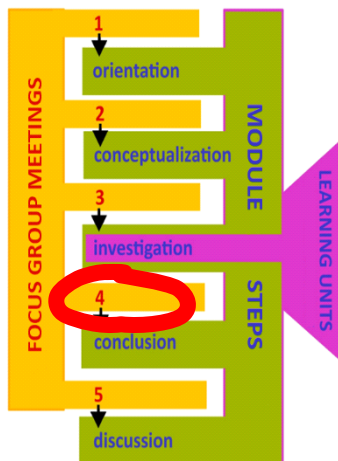 FOCUS GROUP MEETINGS
1
orientation
2
conceptualization
3
investigation
4
conclusion
5
discussion
MODULE STEPS
LEARNING UNITS